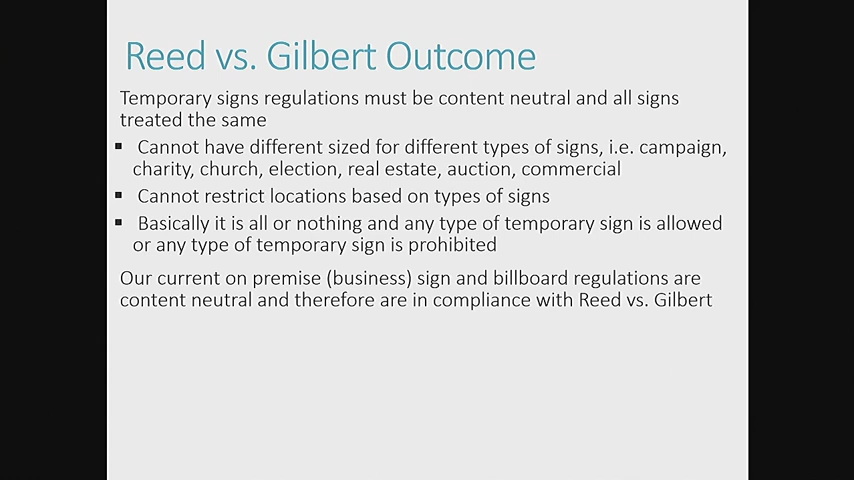 Reed vs. Gilbert Outcome
Temporary signs regulations must be content neutral and all signs
treated the same
▪ Cannot have different sized for different types of signs, i.e. campaign,
charity, church, election, real estate, auction, commercial
▪ Cannot restrict locations based on types of signs
▪ Basically it is all or nothing and any type of temporary sign is allowed
or any type of temporary sign is prohibited
Our current on premise (business) sign and billboard regulations are
content neutral and therefore are in compliance with Reed vs. Gilbert